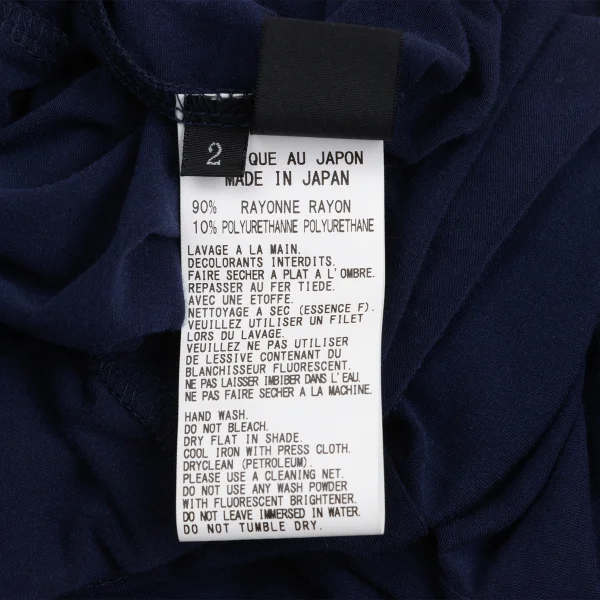 2
QUE AU JAPON
MADE IN JAPAN
90% RAYONNE RAYON
10% POLYURETHANNE POLYURETHANE
LAVAGE A LA MAIN.
DECOLORANTS INTERDITS.
FAIRE SECHER A PLAT A L'OMBRE.
REPASSER AU FER TIEDE.
AVEC UNE ETOFFE.
NETTOYAGE A SEC (ESSENCE F).
VEUILLEZ UTILISER UN FILET
LORS DU LAVAGE.
VEUILLEZ NE PAS UTILISER
DE LESSIVE CONTENANT DU
BLANCHISSEUR FLUORESCENT.
NE PAS LAISSER IMBIBER DANS L'EAU.
NE PAS FAIRE SECHER A LA MACHINE.
HAND WASH.
DO NOT BLEACH.
DRY FLAT IN SHADE.
COOL IRON WITH PRESS CLOTH.
DRYCLEAN (PETROLEUM).
PLEASE USE A CLEANING NET.
DO NOT USE ANY WASH POWDER
WITH FLUORESCENT BRIGHTENER.
DO NOT LEAVE IMMERSED IN WATER.
DO NOT TUMBLE DRY.